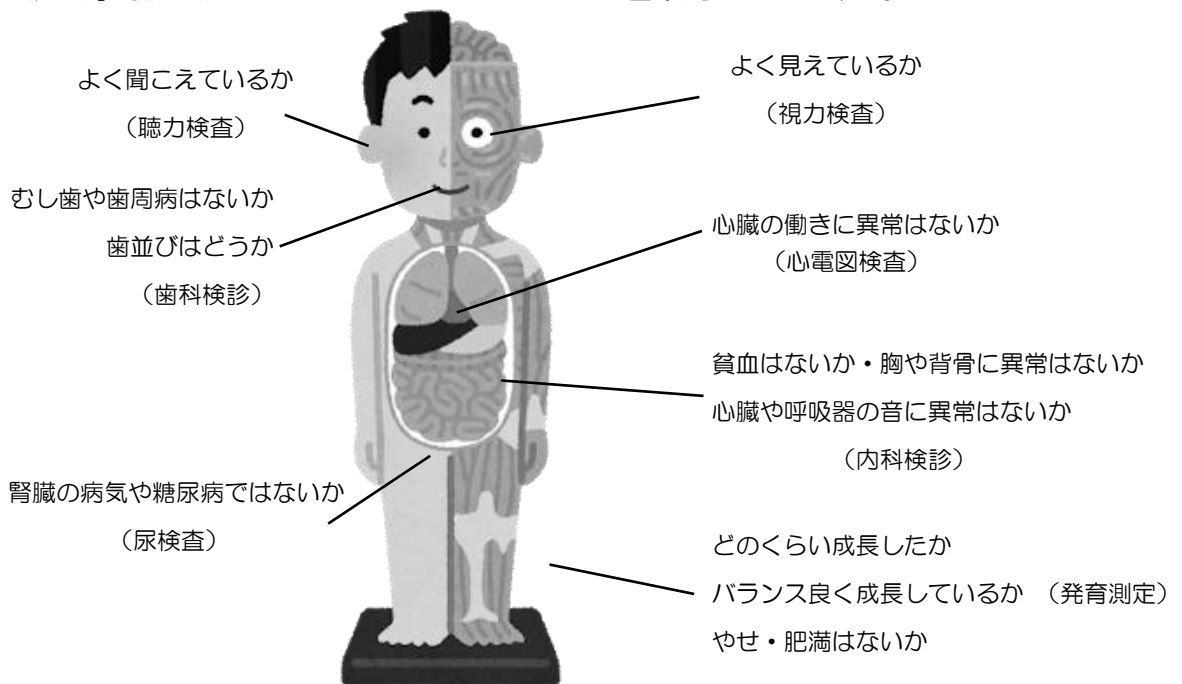 よく聞こえているか
（聴力検査）
むし歯や歯周病はないか
歯並びはどうか
（歯科検診）
腎臓の病気や糖尿病ではないか
（尿検査）
よく見えているか
（視力検査）
心臓の働きに異常はないか
（心電図検査）
貧血はないか・胸や背骨に異常はないか
心臓や呼吸器の音に異常はないか
（内科検診）
どのくらい成長したか
バランス良く成長しているか （発育測定）
やせ・肥満はないか